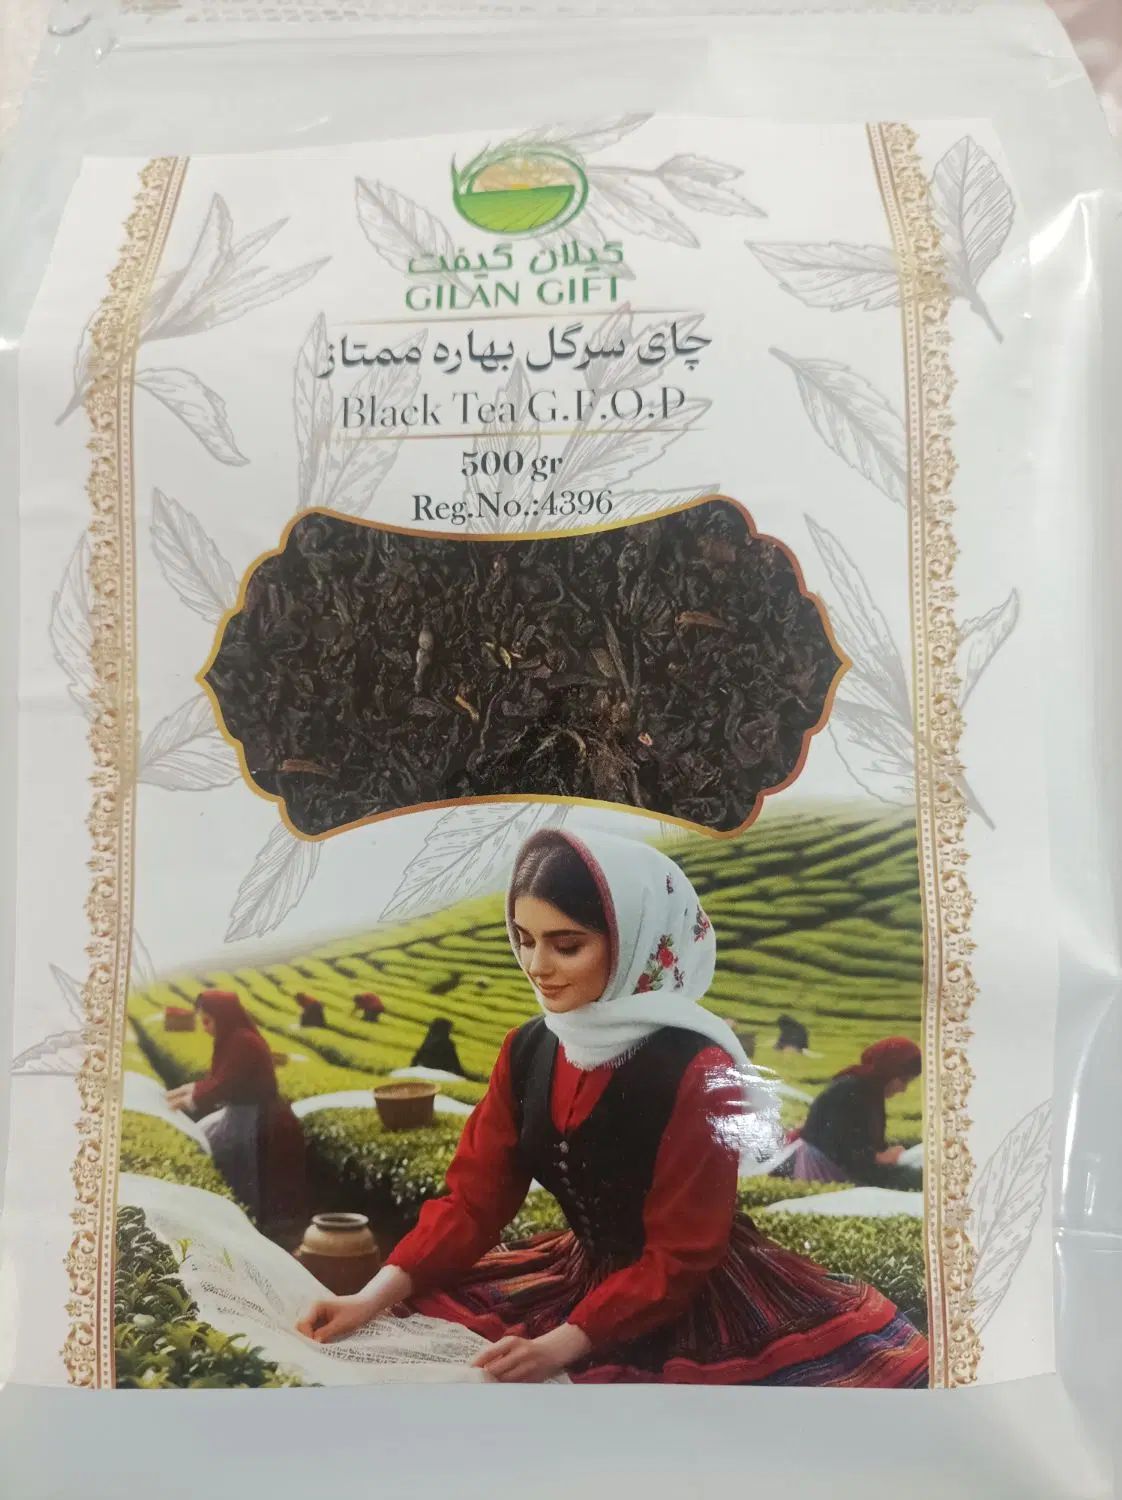 گیلان گیفت
GILAN GIFT
چای سرگل بهاره ممتاز
Black Tea G.F.O.P
500 gr
Reg.No.:4396